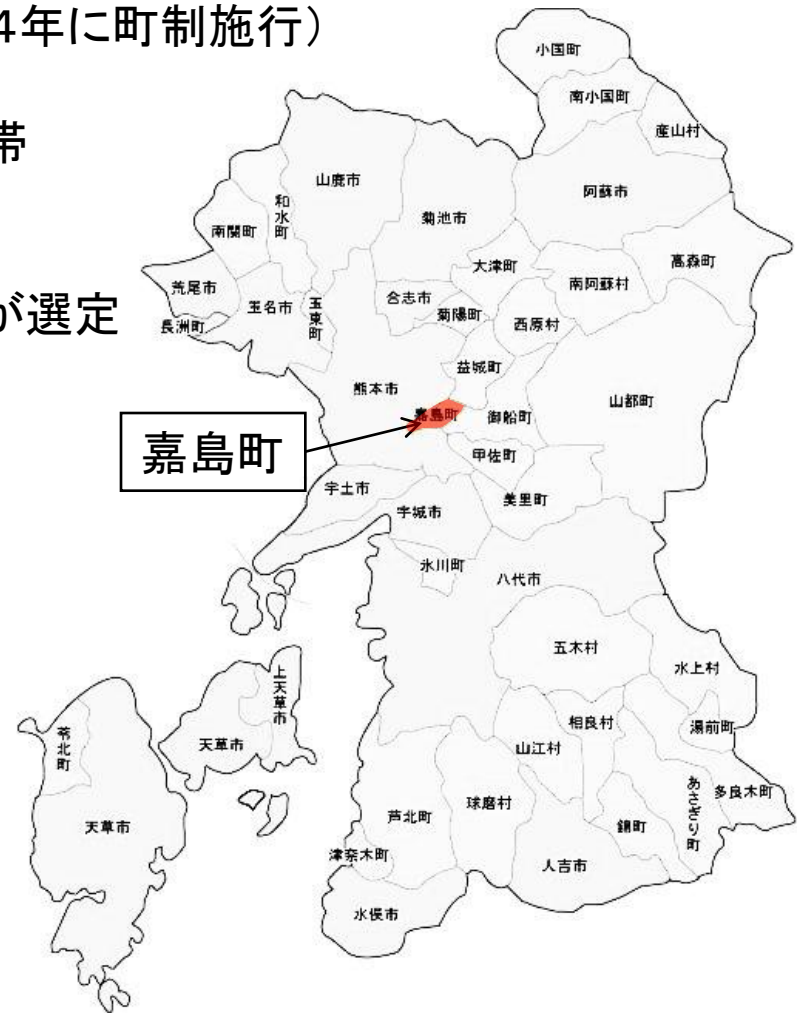 4年に町制施行）
帯
が選定
嘉島町
小国町
南小国町
産山村
山鹿市
和水町
菊池市
阿蘇市
南関町
大津町
高森町
荒尾市
玉名市
玉東町
合志市
菊陽町
南阿蘇村
長洲町
西原村
益城町
熊本市
嘉島町
御船町
山都町
甲佐町
宇土市
宇城市
美里町
氷川町
八代市
五木村
水上村
上天草市
天草市
苓北町
相良村
湯前町
山江村
天草市
芦北町
球磨村
錦町
あさぎり町
多良木町
津奈木町
人吉市
水俣市